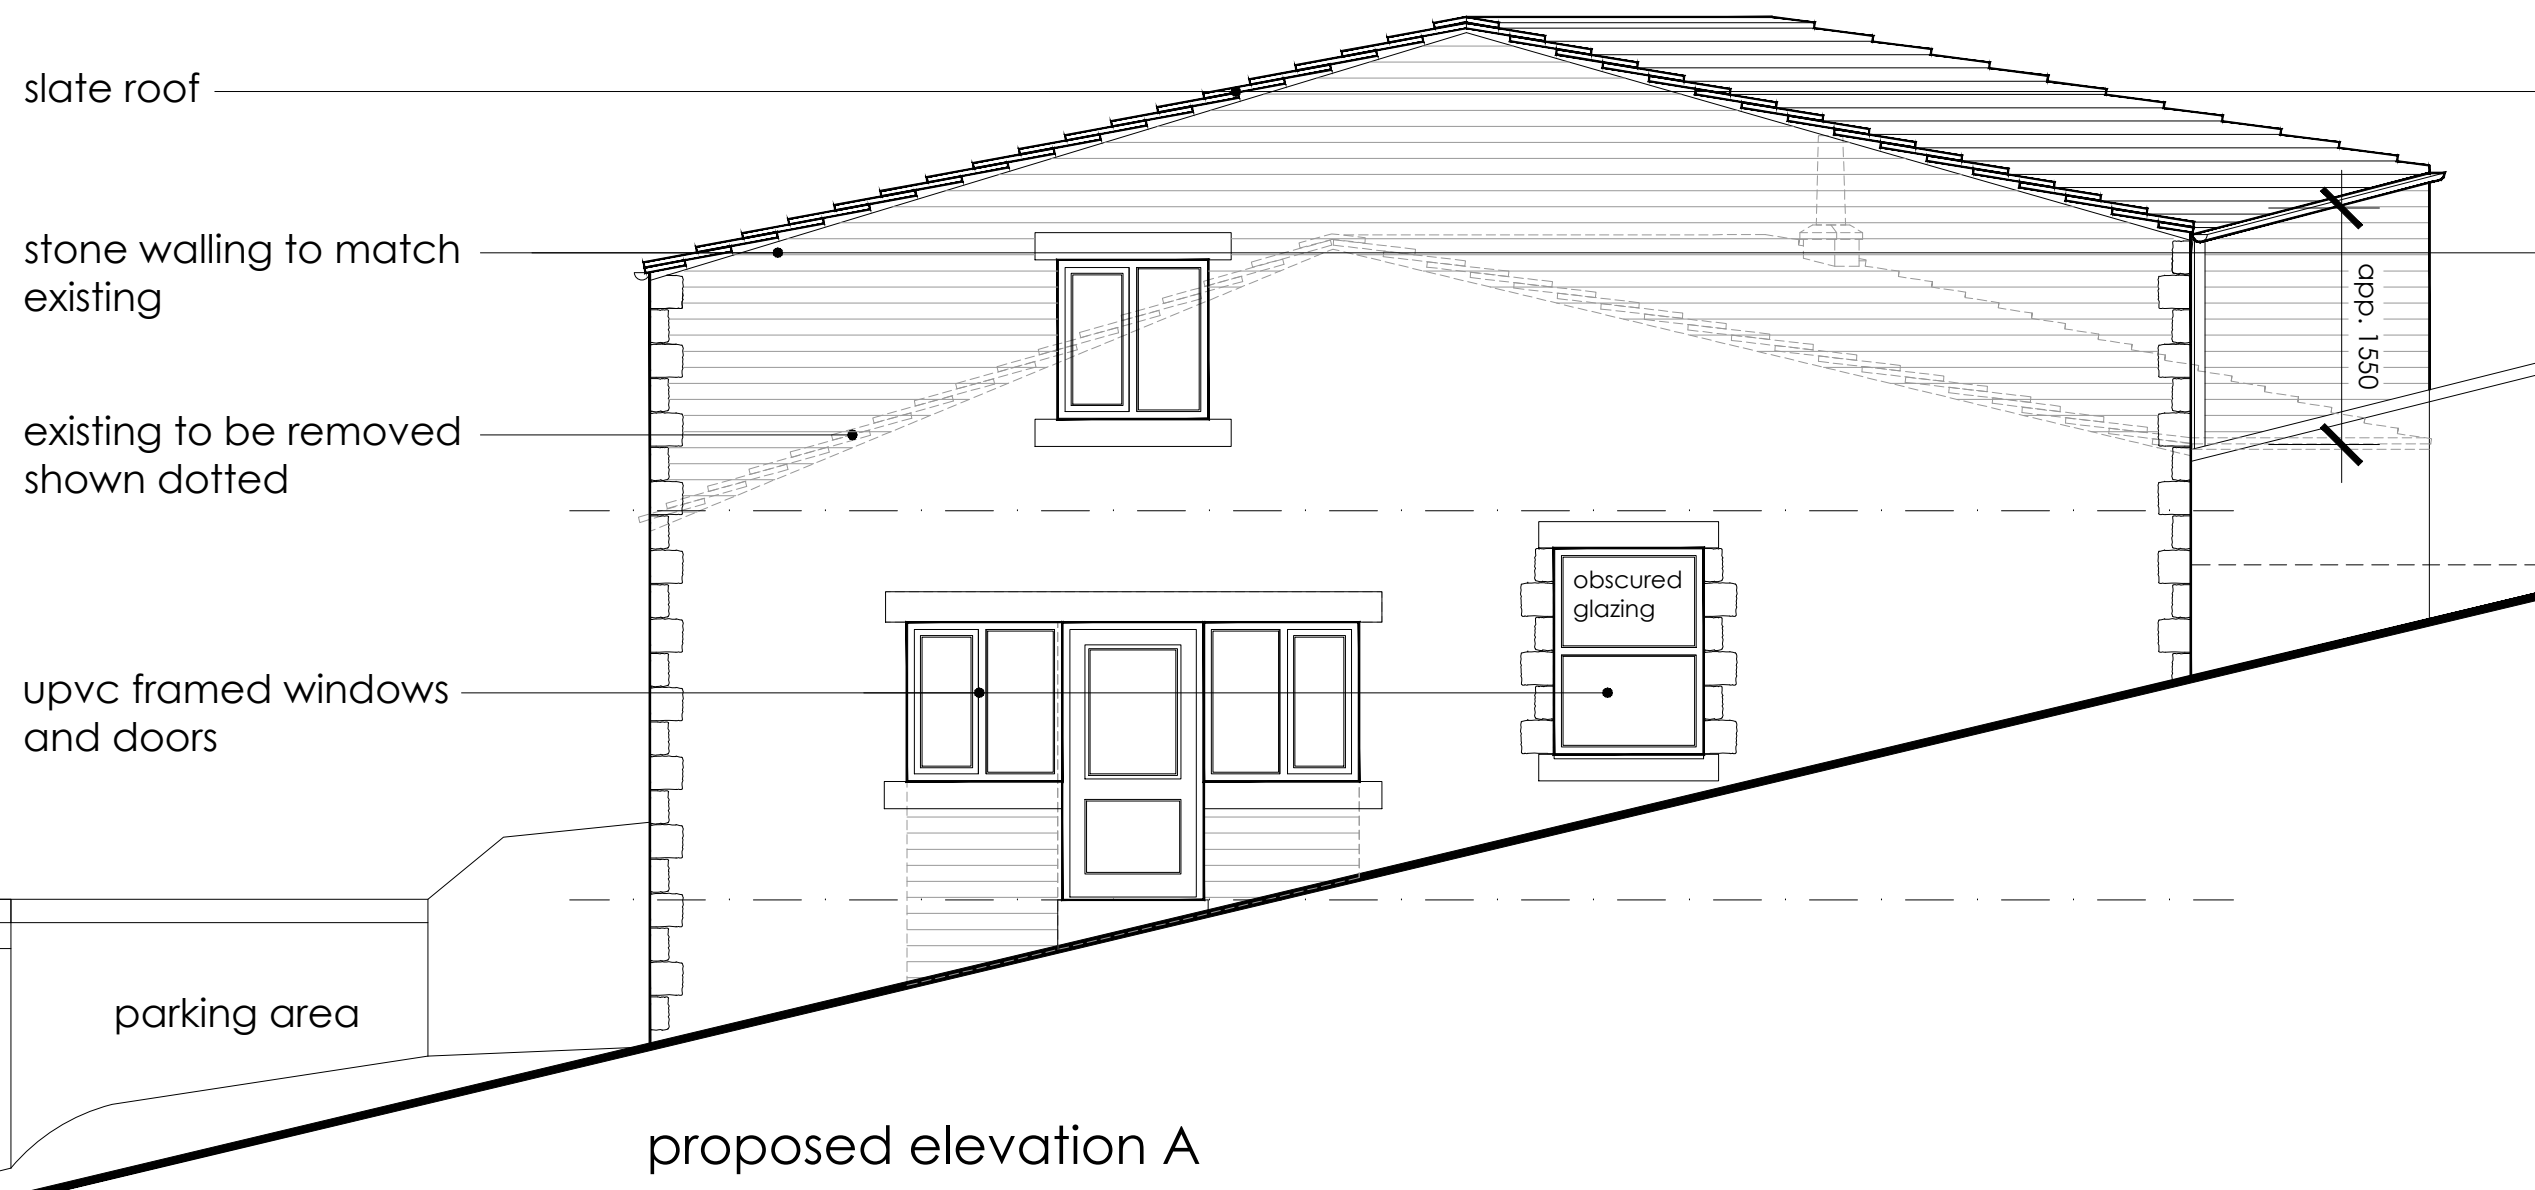 slate roof
stone walling to match
existing
app. 1550
existing to be removed
shown dotted
obscured
glazing
upvc framed windows
and doors
parking area
proposed elevation A